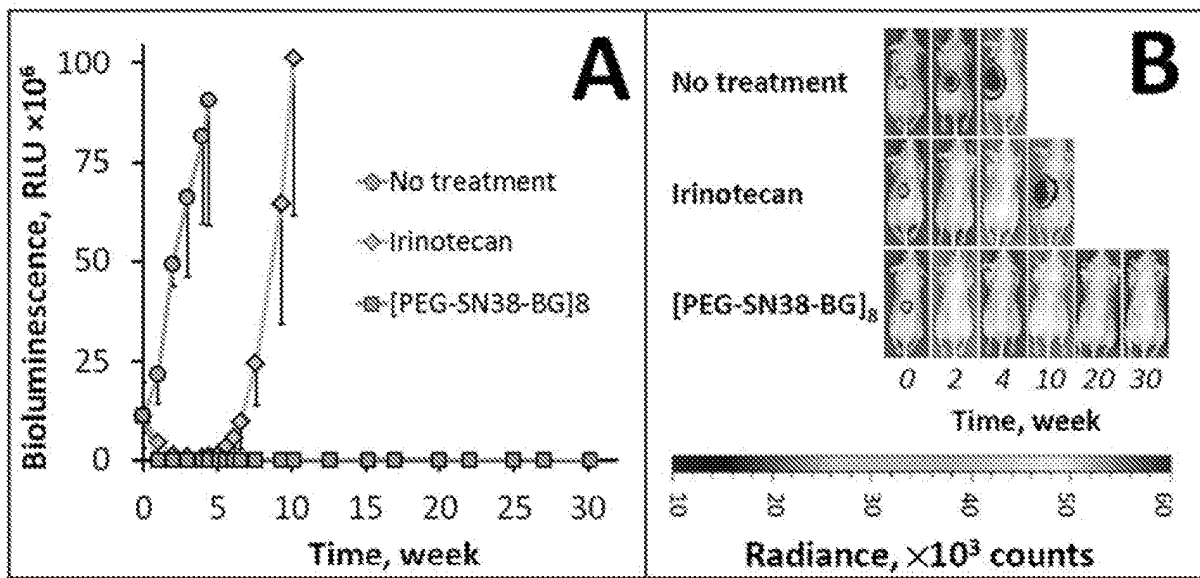 A
Bioluminescence, RLU ×10⁶
100
75
50
25
0
No treatment
Irinotecan
[PEG-SN38-BG]8
0 5 10 15 20 25 30
Time, week
B
No treatment
Irinotecan
[PEG-SN38-BG]₈
0 2 4 10 20 30
Time, week
10 20 30 40 50 60
Radiance, ×10³ counts